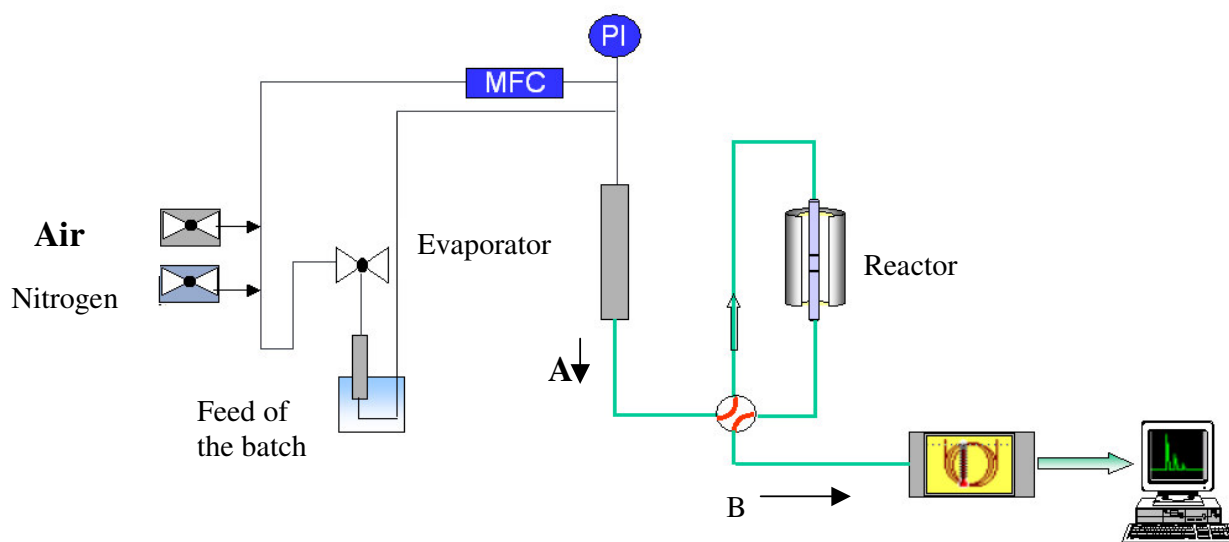 PI
MFC
Air
Nitrogen
Evaporator
Reactor
A
Feed of
the batch
B